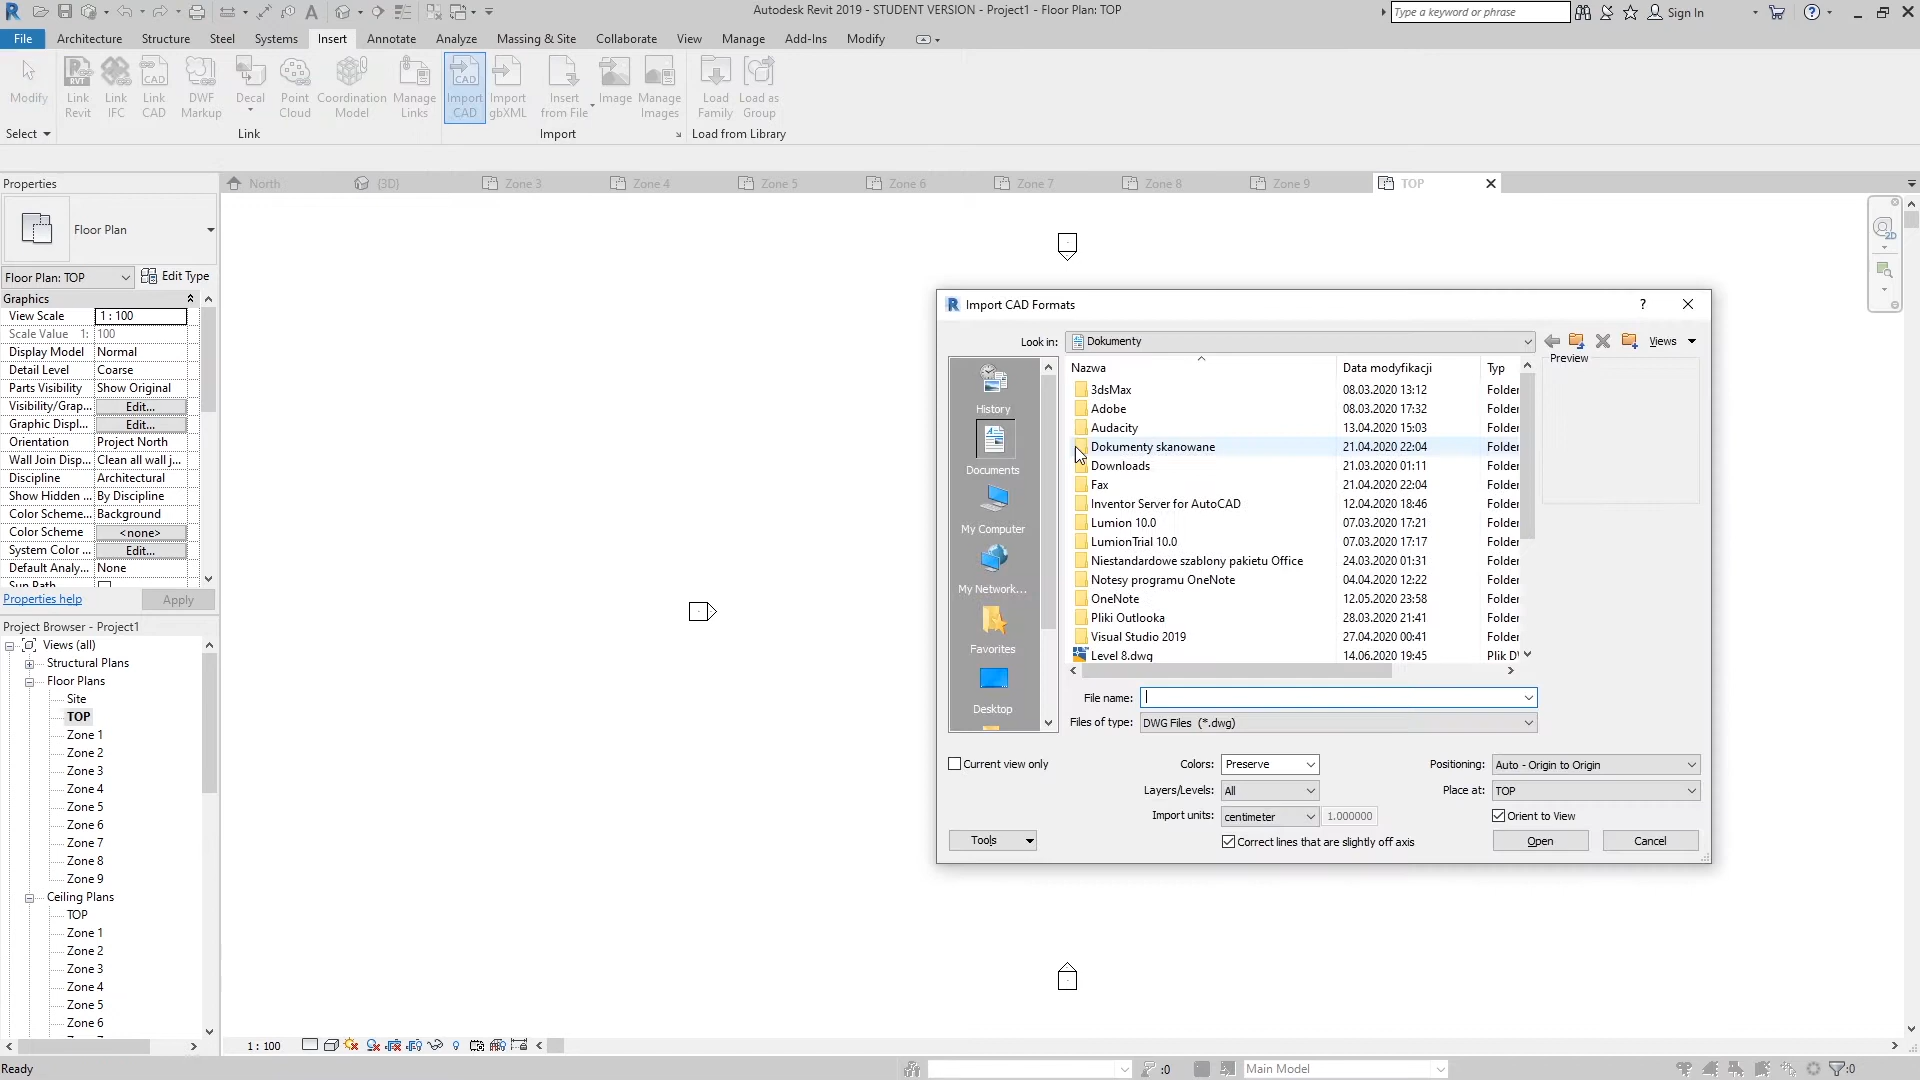 Autodesk Revit 2019 - STUDENT VERSION - Project1 - Floor Plan: TOP
Type a keyword or phrase
Sign In
File Architecture Structure Steel Systems Insert Annotate Analyze Massing & Site Collaborate View Manage Add-Ins Modify
Modify
Link Revit
Link IFC
Link CAD
DWF Markup
Decal
Point Cloud
Coordination Model
Manage Links
Import CAD
Import gbXML
Insert from File
Image
Manage Images
Load Family
Load as Group
Select Link Import Load from Library
Properties
North {3D} Zone 3 Zone 4 Zone 5 Zone 6 Zone 7 Zone 8 Zone 9 TOP
Floor Plan
Floor Plan: TOP Edit Type
Graphics
View Scale 1 : 100
Scale Value 1: 100
Display Model Normal
Detail Level Coarse
Parts Visibility Show Original
Visibility/Grap... Edit...
Graphic Displ... Edit...
Orientation Project North
Wall Join Disp... Clean all wall j...
Discipline Architectural
Show Hidden ... By Discipline
Color Scheme... Background
Color Scheme <none>
System Color ... Edit...
Default Analy... None
Sun Path
Properties help Apply
Project Browser - Project1
Views (all)
Structural Plans
Floor Plans
Site
TOP
Zone 1
Zone 2
Zone 3
Zone 4
Zone 5
Zone 6
Zone 7
Zone 8
Zone 9
Ceiling Plans
TOP
Zone 1
Zone 2
Zone 3
Zone 4
Zone 5
Zone 6
Import CAD Formats
Look in: Dokumenty Views
History
Documents
My Computer
My Network...
Favorites
Desktop
Nazwa Data modyfikacji Typ
3dsMax 08.03.2020 13:12 Folder
Adobe 08.03.2020 17:32 Folder
Audacity 13.04.2020 15:03 Folder
Dokumenty skanowane 21.04.2020 22:04 Folder
Downloads 21.03.2020 01:11 Folder
Fax 21.04.2020 22:04 Folder
Inventor Server for AutoCAD 12.04.2020 18:46 Folder
Lumion 10.0 07.03.2020 17:21 Folder
LumionTrial 10.0 07.03.2020 17:17 Folder
Niestandardowe szablony pakietu Office 24.03.2020 01:31 Folder
Notesy programu OneNote 04.04.2020 12:22 Folder
OneNote 12.05.2020 23:58 Folder
Pliki Outlooka 28.03.2020 21:41 Folder
Visual Studio 2019 27.04.2020 00:41 Folder
Level 8.dwg 14.06.2020 19:45 Plik D
Preview
File name:
Files of type: DWG Files (*.dwg)
Current view only
Colors: Preserve
Positioning: Auto - Origin to Origin
Layers/Levels: All
Place at: TOP
Import units: centimeter 1.000000
Orient to View
Correct lines that are slightly off axis
Tools Open Cancel
2D
1 : 100
Ready
:0
Main Model
:0